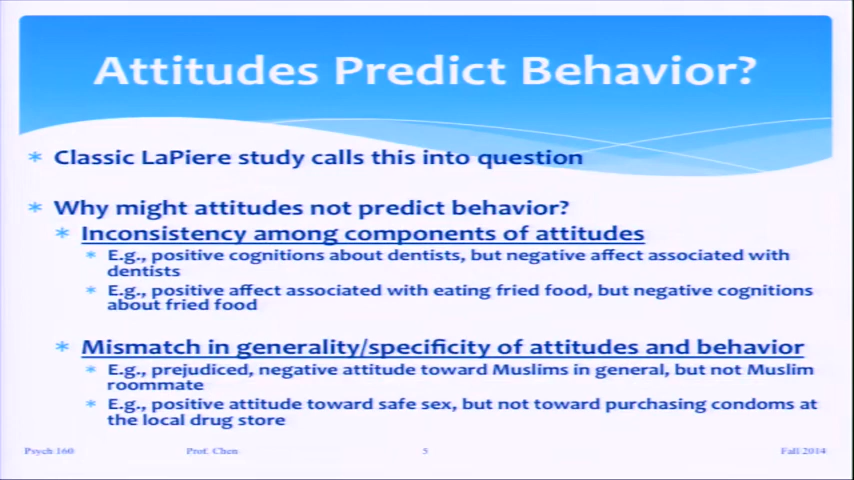 Attitudes Predict Behavior?
* Classic LaPiere study calls this into question
* Why might attitudes not predict behavior?
* Inconsistency among components of attitudes
* E.g., positive cognitions about dentists, but negative affect associated with
dentists
* E.g., positive affect associated with eating fried food, but negative cognitions
about fried food
* Mismatch in generality/specificity of attitudes and behavior
* E.g., prejudiced, negative attitude toward Muslims in general, but not Muslim
roommate
* E.g., positive attitude toward safe sex, but not toward purchasing condoms at
the local drug store
Psych 160 Prof. Chen 5 Fall 2014